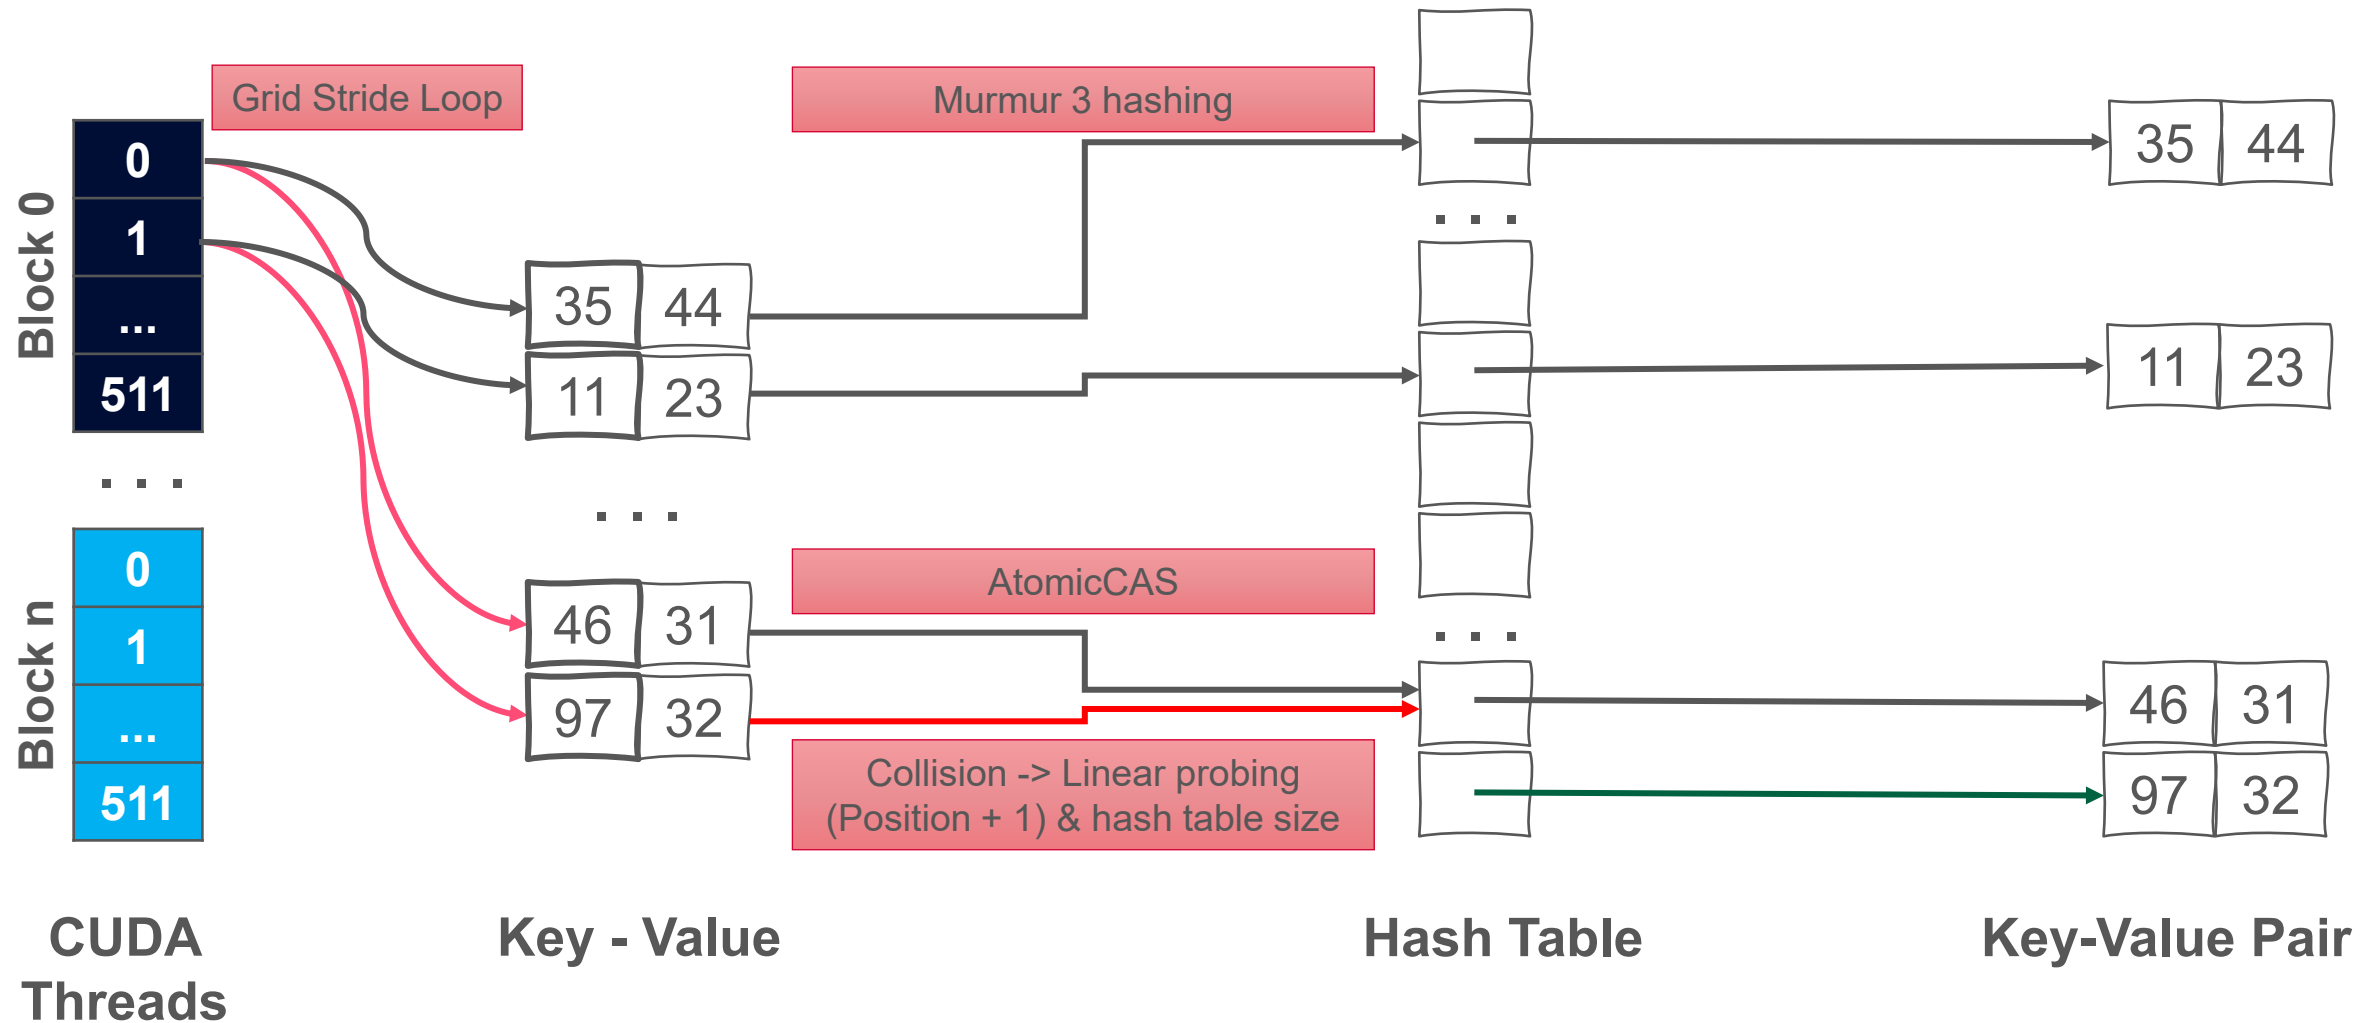 Grid Stride Loop
Murmur 3 hashing
Block 0
0
1
...
511
. . .
Block n
0
1
...
511
35 44
11 23
. . .
46 31
97 32
AtomicCAS
Collision -> Linear probing
(Position + 1) & hash table size
. . .
. . .
35 44
11 23
46 31
97 32
CUDA
Threads
Key - Value
Hash Table
Key-Value Pair